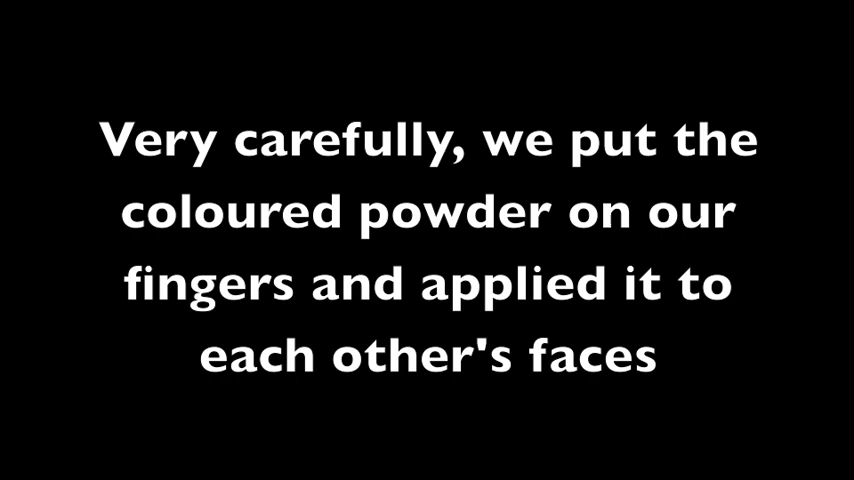 Very carefully, we put the
coloured powder on our
fingers and applied it to
each other's faces